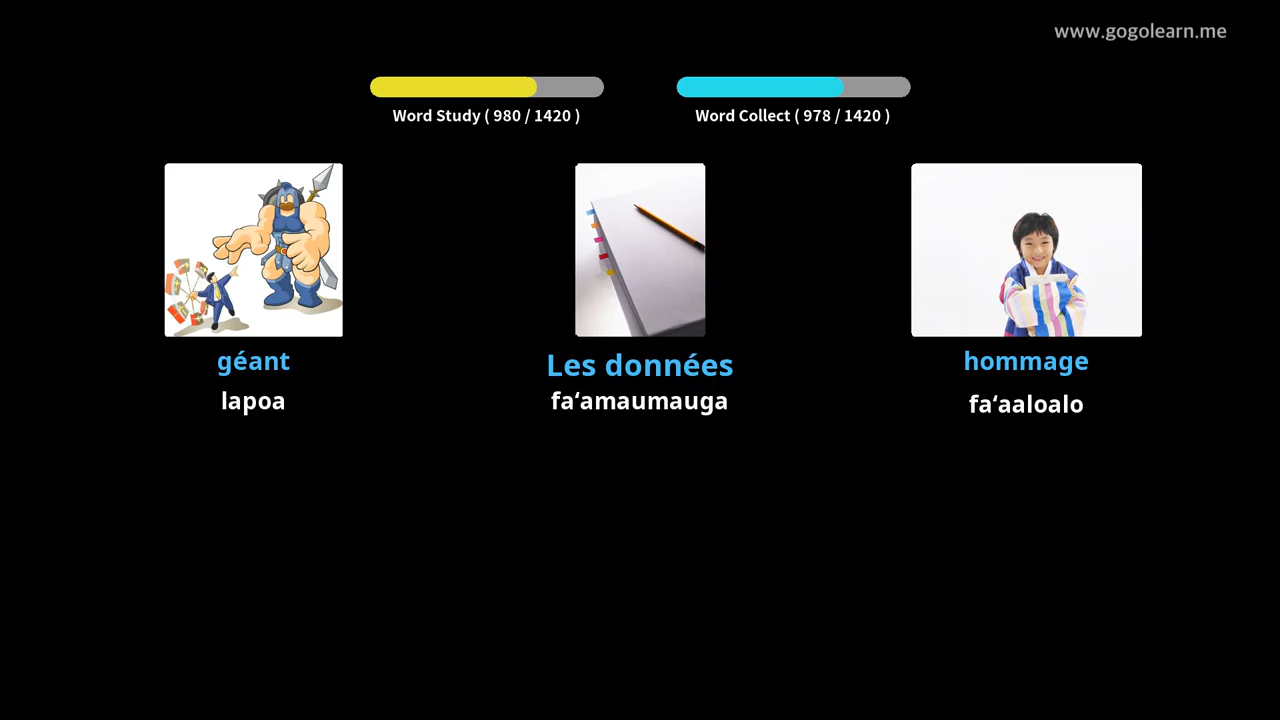 www.gogolearn.me
Word Study ( 980 / 1420 )
Word Collect ( 978 / 1420 )
géant
lapoa
Les données
faʻamaumauga
hommage
faʻaaloalo